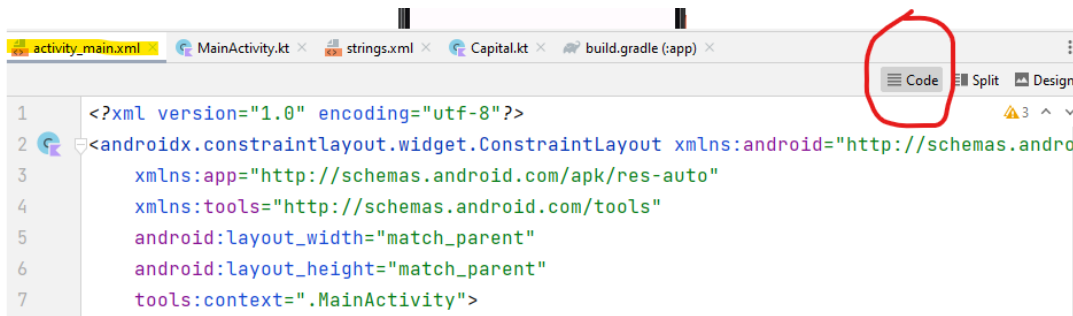 activity_main.xml MainActivity.kt strings.xml Capital.kt build.gradle (:app)
Code Split Design
1 <?xml version="1.0" encoding="utf-8"?> 3
2 <androidx.constraintlayout.widget.ConstraintLayout xmlns:android="http://schemas.andro
3 xmlns:app="http://schemas.android.com/apk/res-auto"
4 xmlns:tools="http://schemas.android.com/tools"
5 android:layout_width="match_parent"
6 android:layout_height="match_parent"
7 tools:context=".MainActivity">